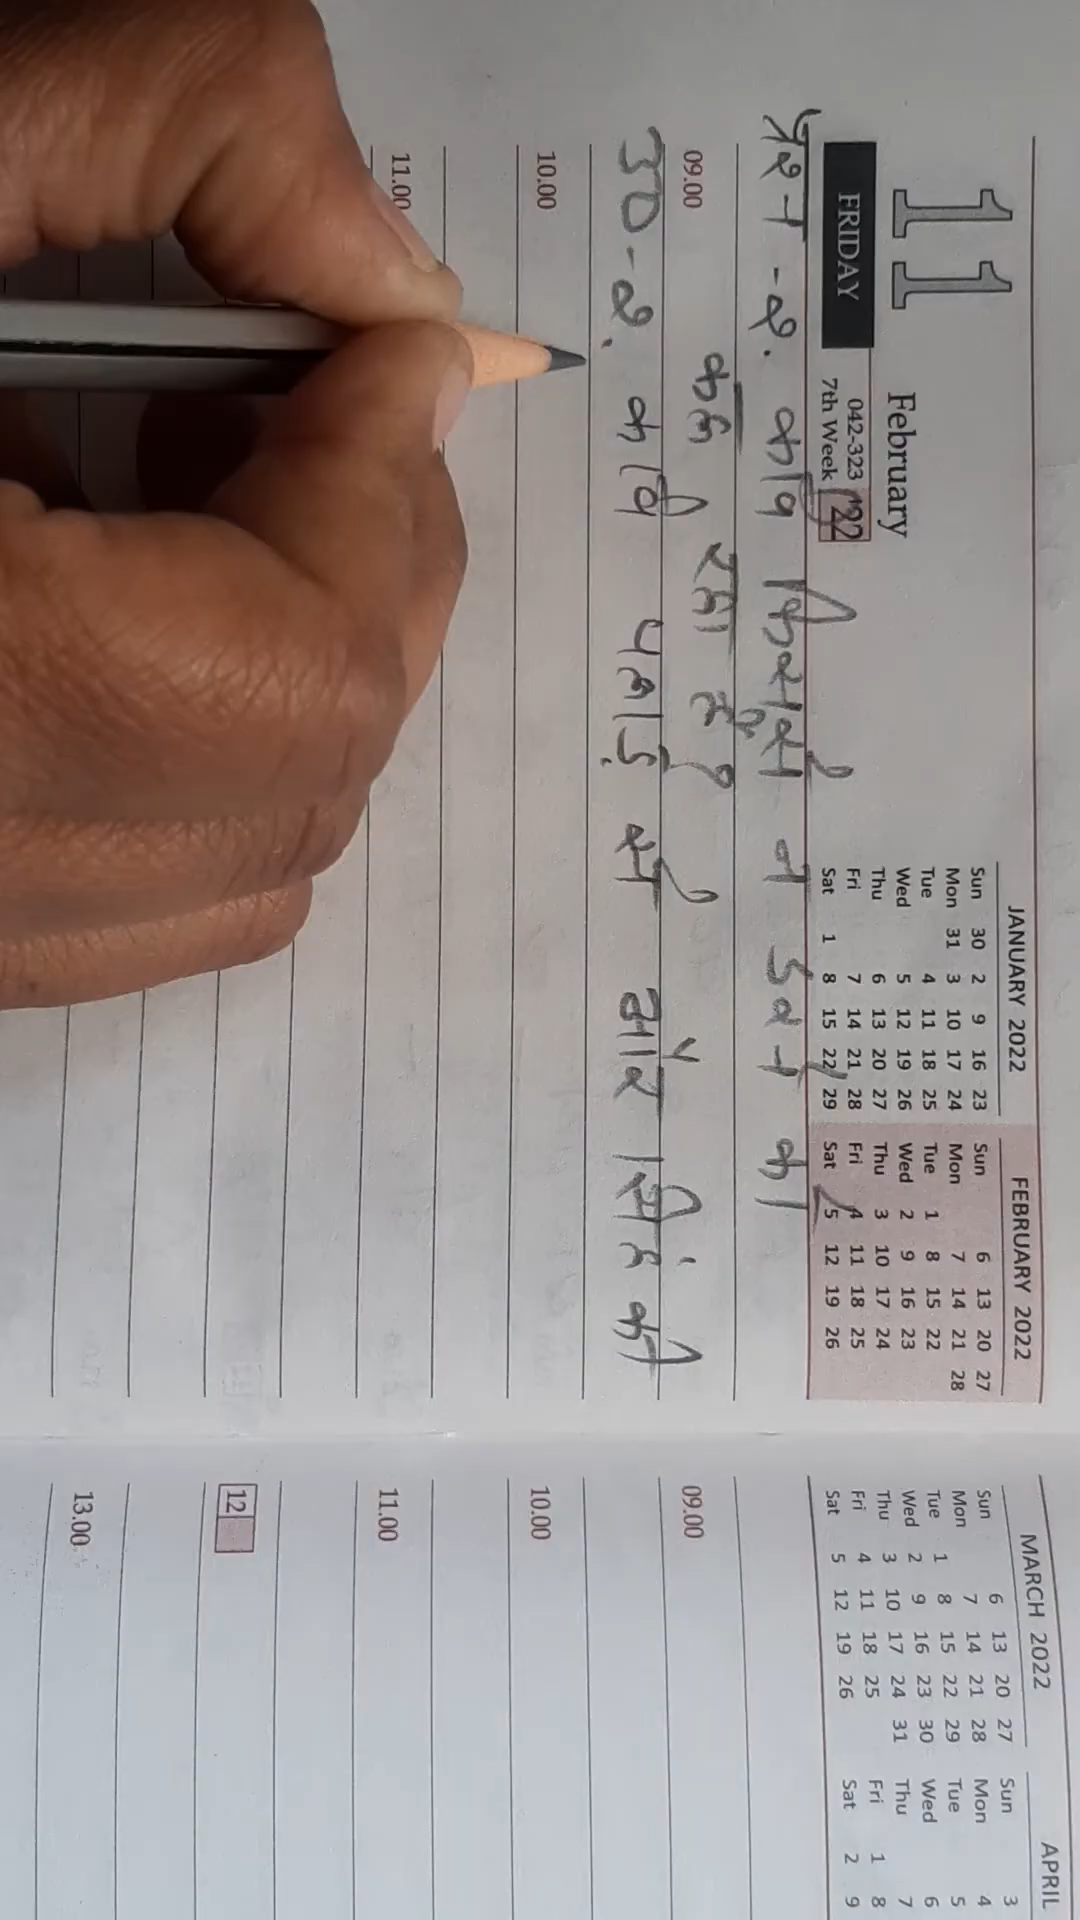 11 February
FRIDAY 042-323 '22
7th Week
JANUARY 2022
Sun 30 2 9 16 23
Mon 31 3 10 17 24
Tue 4 11 18 25
Wed 5 12 19 26
Thu 6 13 20 27
Fri 7 14 21 28
Sat 1 8 15 22 29
FEBRUARY 2022
Sun 6 13 20 27
Mon 7 14 21 28
Tue 1 8 15 22
Wed 2 9 16 23
Thu 3 10 17 24
Fri 4 11 18 25
Sat 5 12 19 26
प्रश्न -२. कवि किससे न डरने का
कह रहा है?
09.00
उ0-२. कवि पहाड़ से और सिंह की
10.00
11.00
MARCH 2022
Sun 6 13 20 27
Mon 7 14 21 28
Tue 1 8 15 22 29
Wed 2 9 16 23 30
Thu 3 10 17 24 31
Fri 4 11 18 25
Sat 5 12 19 26
APRIL
Sun 3
Mon 4
Tue 5
Wed 6
Thu 7
Fri 1 8
Sat 2 9
09.00
10.00
11.00
12
13.00